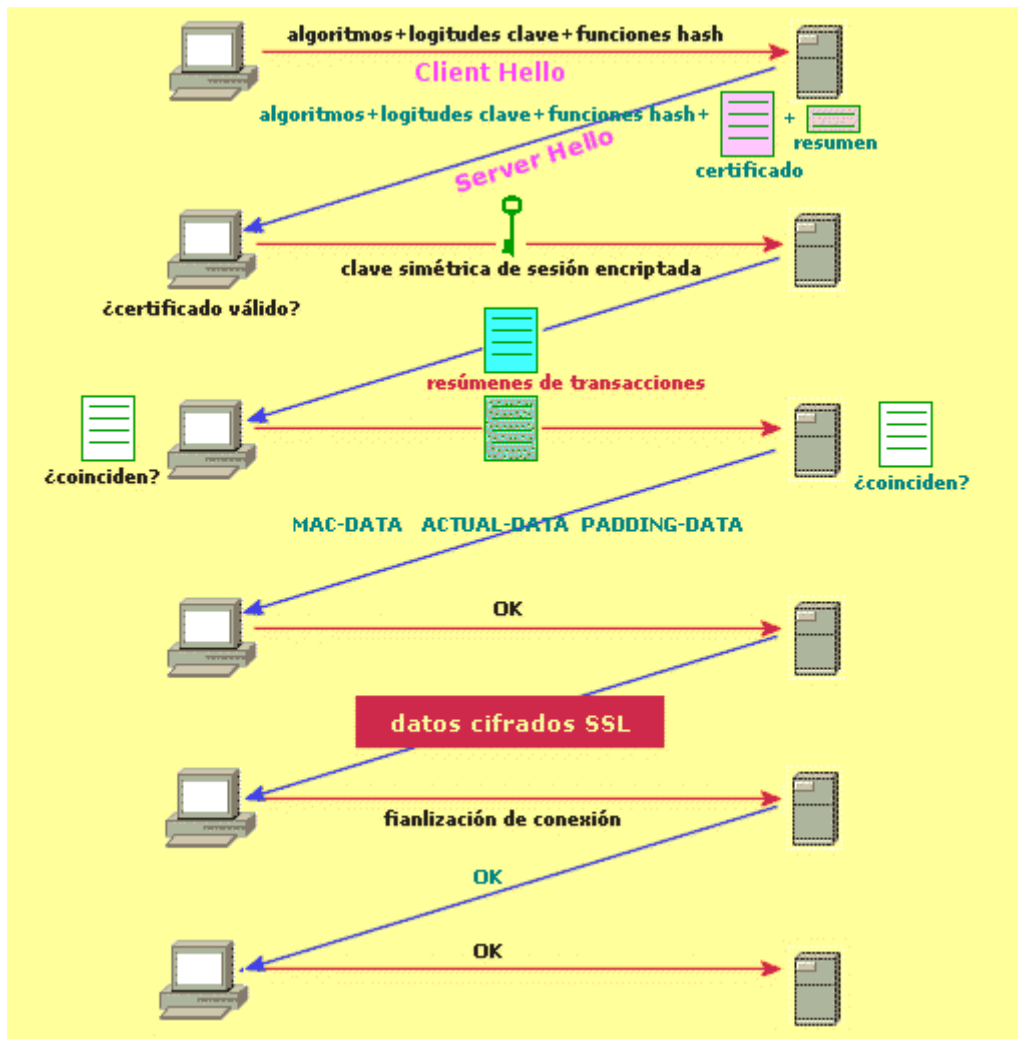 algoritmos+logitudes clave+funciones hash
Client Hello
algoritmos+logitudes clave+funciones hash+
+
resumen
certificado
Server Hello
clave simétrica de sesión encriptada
¿certificado válido?
resúmenes de transacciones
¿coinciden?
¿coinciden?
MAC-DATA ACTUAL-DATA PADDING-DATA
OK
datos cifrados SSL
fianlización de conexión
OK
OK